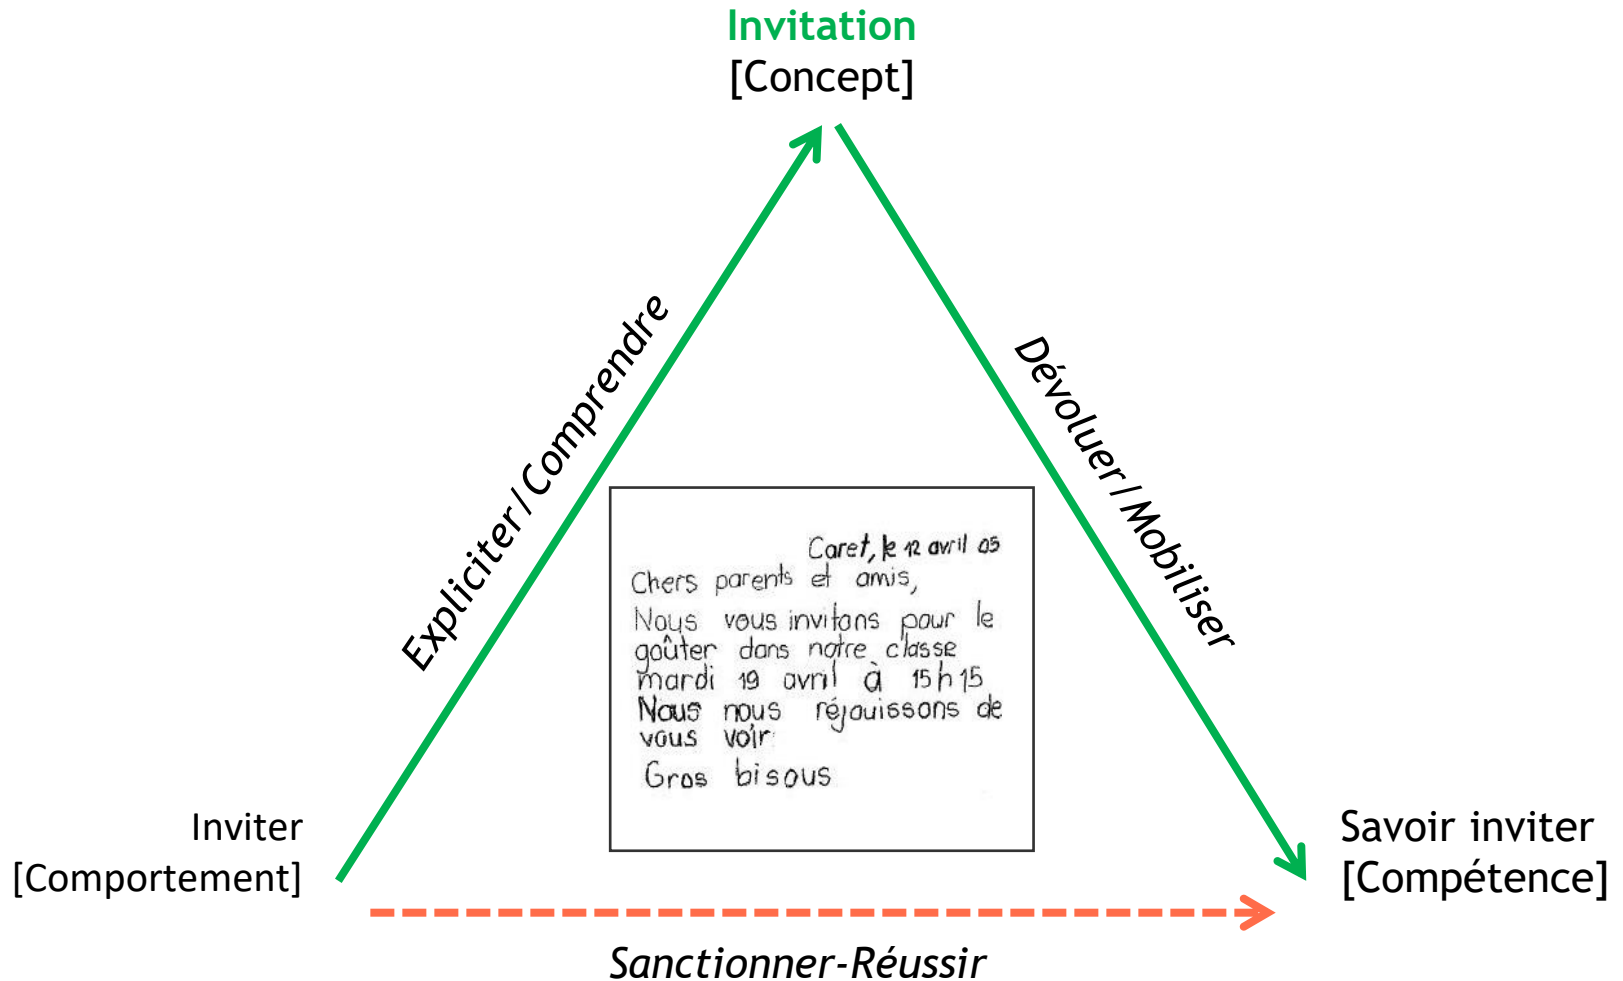 Invitation
[Concept]
Expliciter/Comprendre
Dévoluer/Mobiliser
Caret, le 12 avril 05
Chers parents et amis,
Nous vous invitons pour le
goûter dans notre classe
mardi 19 avril à 15h15
Nous nous réjouissons de
vous voir
Gros bisous
Inviter
[Comportement]
Savoir inviter
[Compétence]
Sanctionner-Réussir